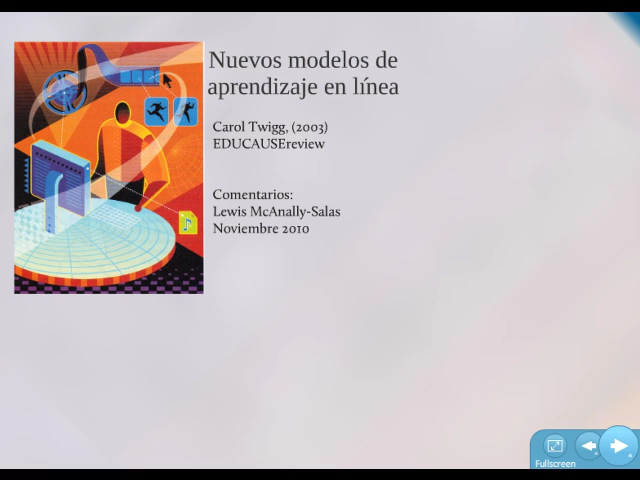 Nuevos modelos de
aprendizaje en línea
Carol Twigg, (2003)
EDUCAUSEreview
Comentarios:
Lewis McAnally-Salas
Noviembre 2010
Fullscreen